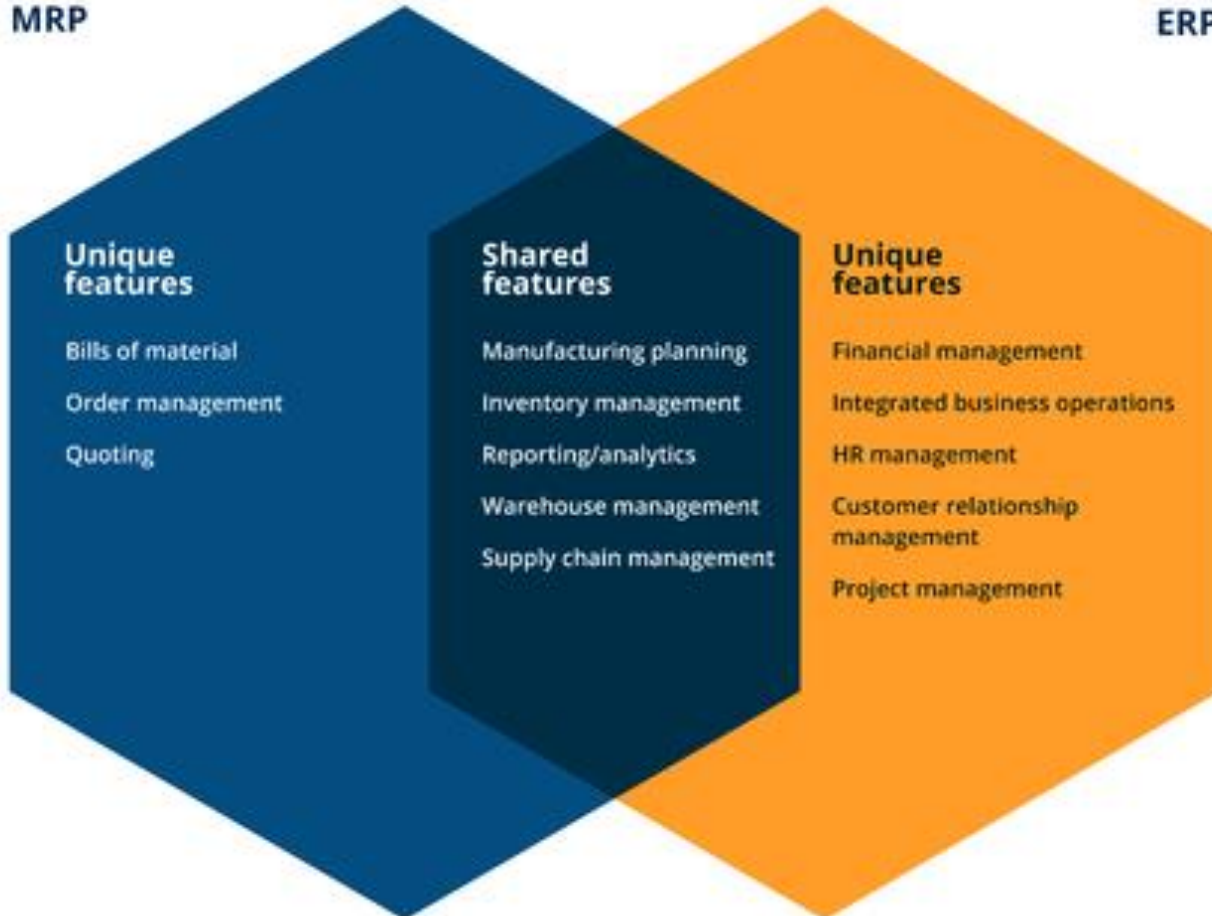 MRP
ERP
Unique
features
Bills of material
Order management
Quoting
Shared
features
Manufacturing planning
Inventory management
Reporting/analytics
Warehouse management
Supply chain management
Unique
features
Financial management
Integrated business operations
HR management
Customer relationship
management
Project management